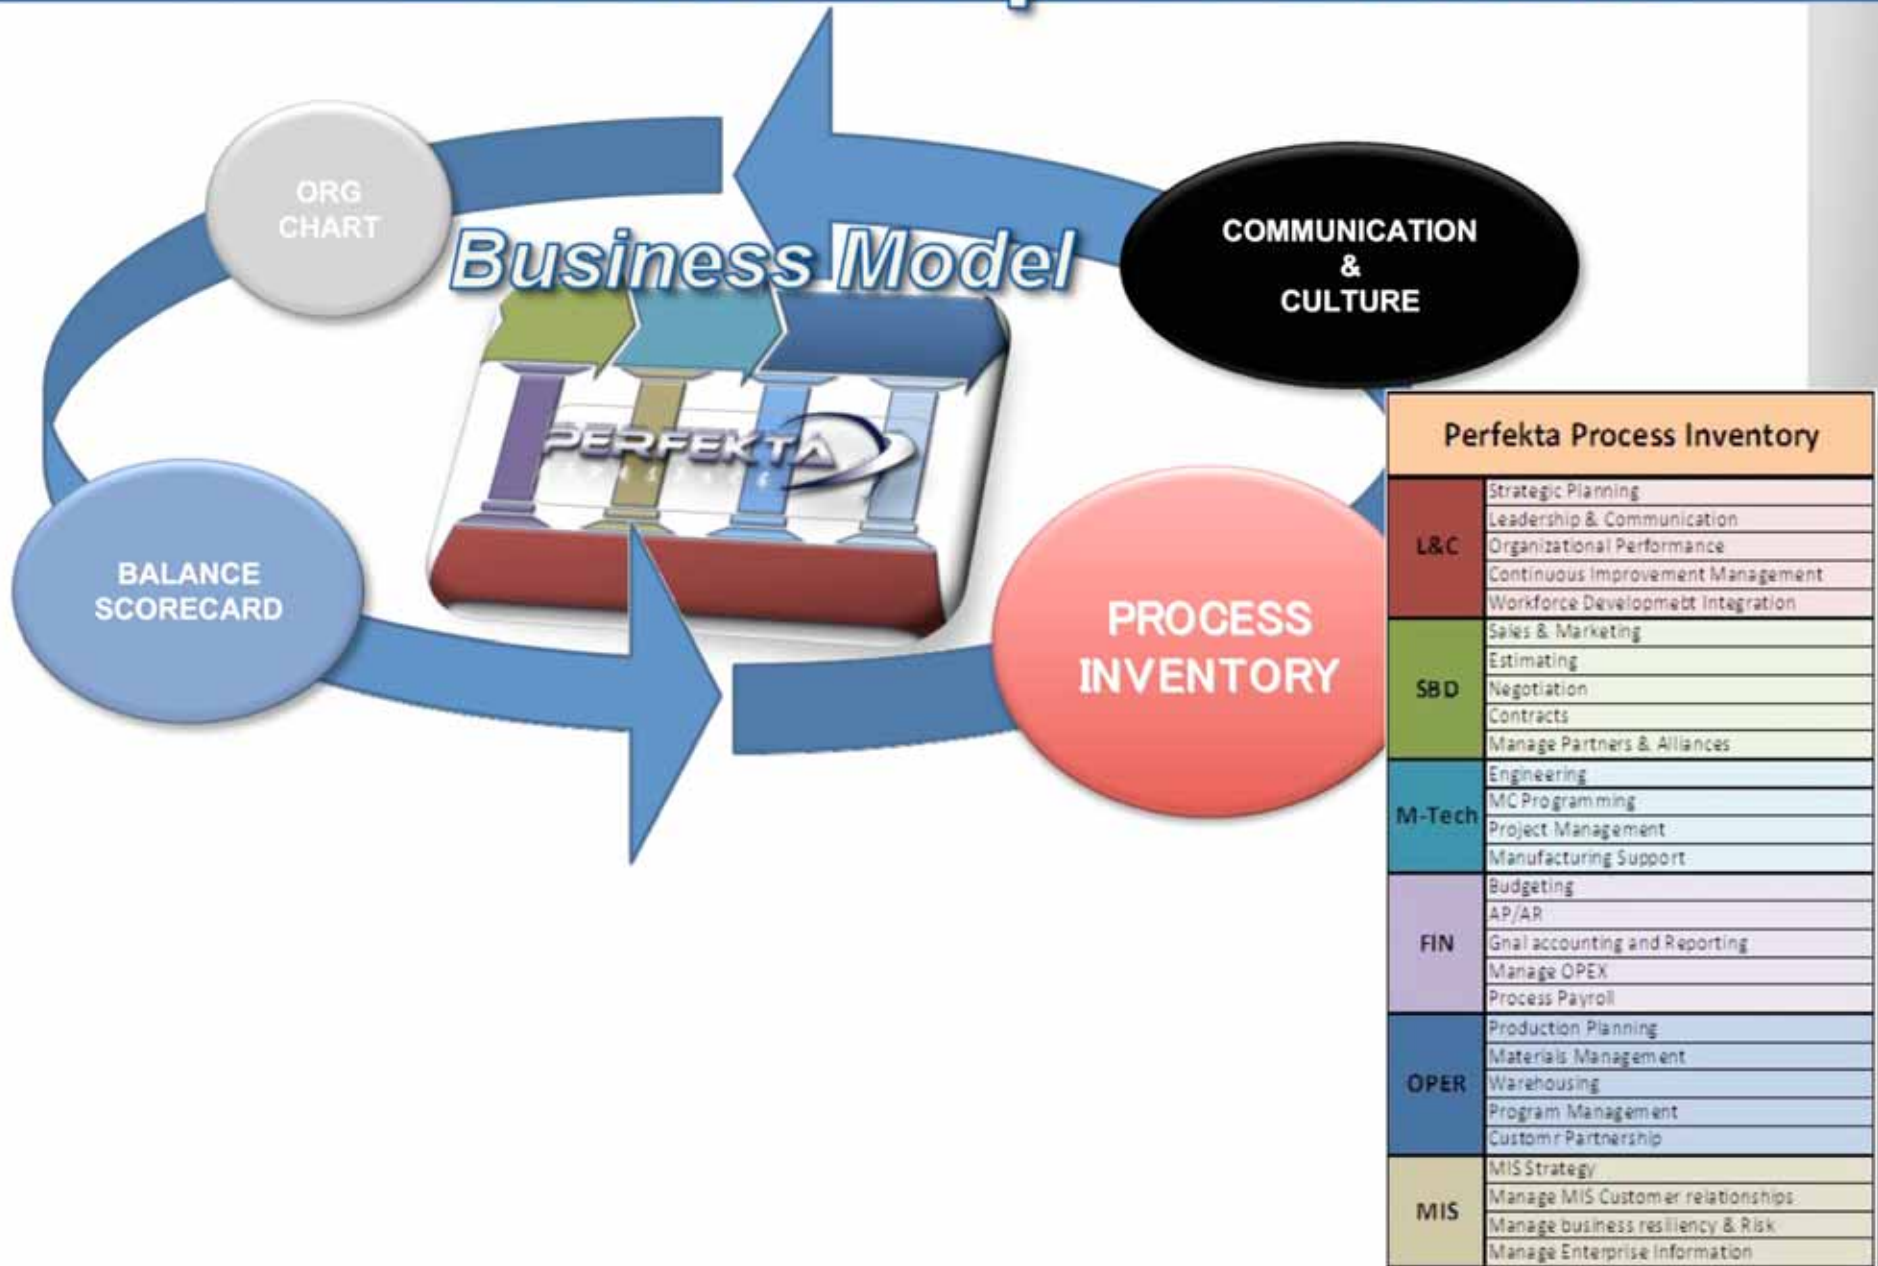 ORG
CHART
Business Model
COMMUNICATION
&
CULTURE
PERFEKTA
BALANCE
SCORECARD
PROCESS
INVENTORY
Perfekta Process Inventory
L&C
Strategic Planning
Leadership & Communication
Organizational Performance
Continuous Improvement Management
Workforce Developmebt Integration
SBD
Sales & Marketing
Estimating
Negotiation
Contracts
Manage Partners & Alliances
M-Tech
Engineering
MC Programming
Project Management
Manufacturing Support
FIN
Budgeting
AP/AR
Gnal accounting and Reporting
Manage OPEX
Process Payroll
OPER
Production Planning
Materials Management
Warehousing
Program Management
Customr Partnership
MIS
MIS Strategy
Manage MIS Customer relationships
Manage business resiliency & Risk
Manage Enterprise Information